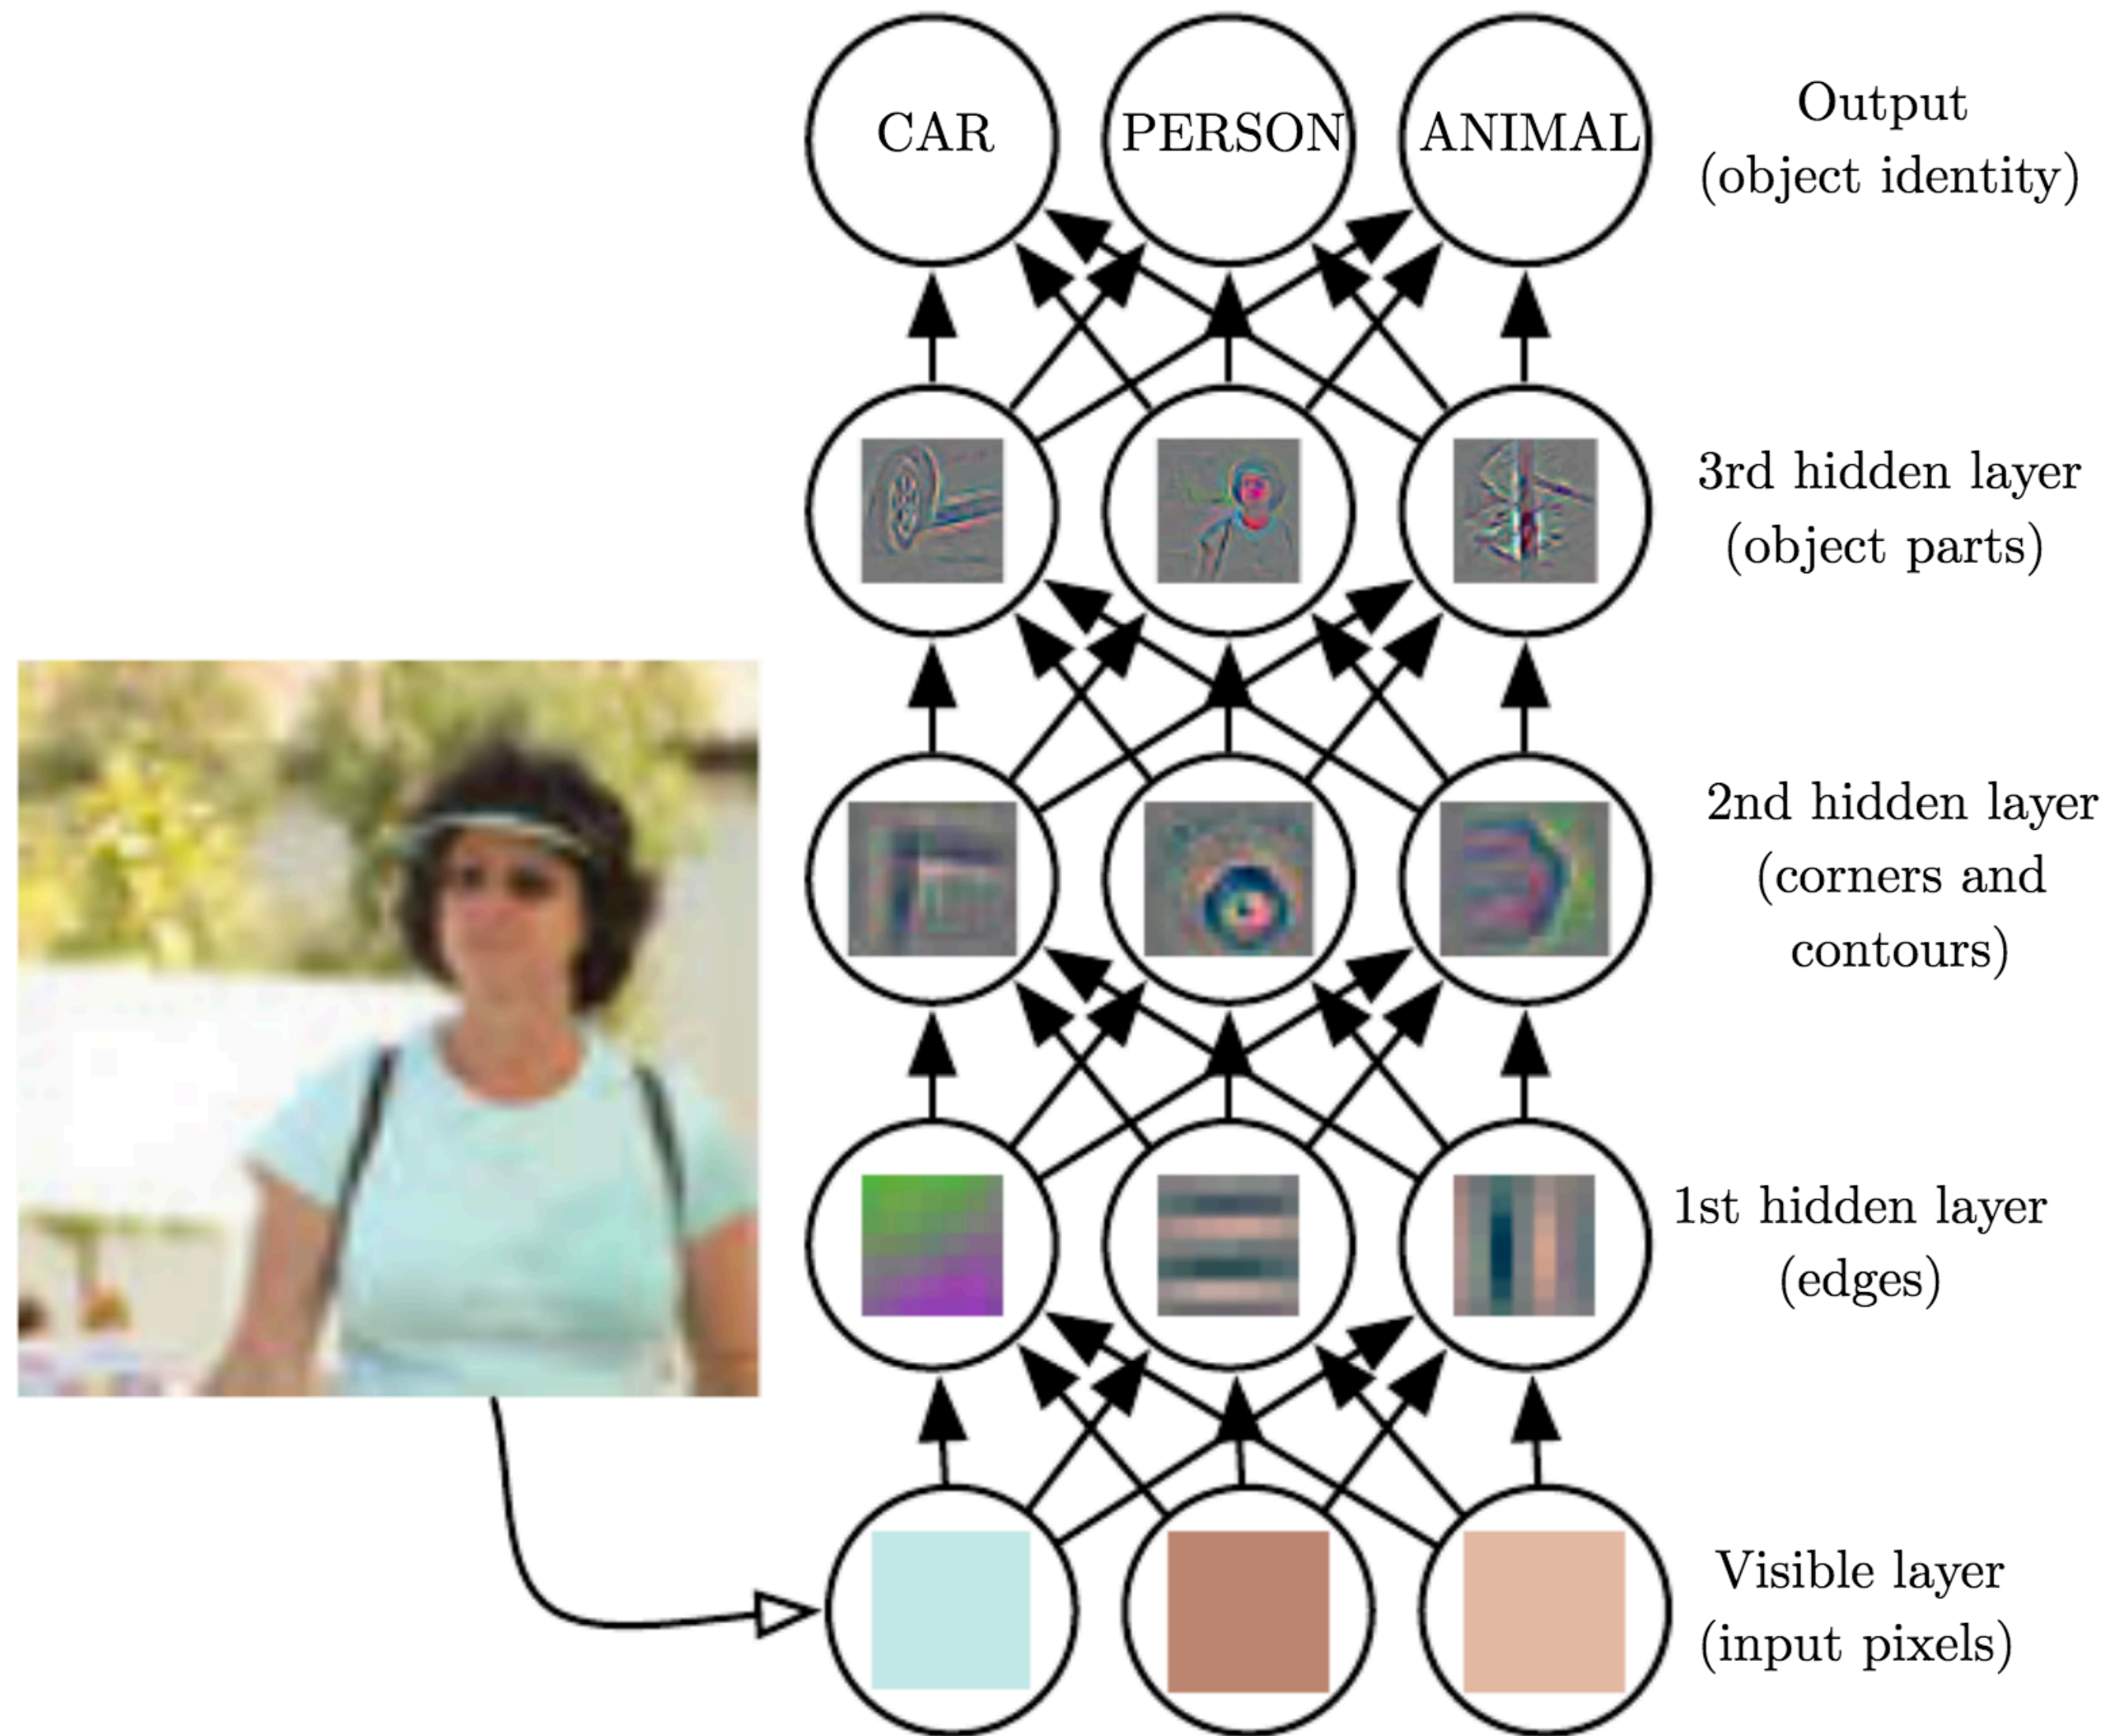 CAR
PERSON
ANIMAL
Output
(object identity)
3rd hidden layer
(object parts)
2nd hidden layer
(corners and
contours)
1st hidden layer
(edges)
Visible layer
(input pixels)